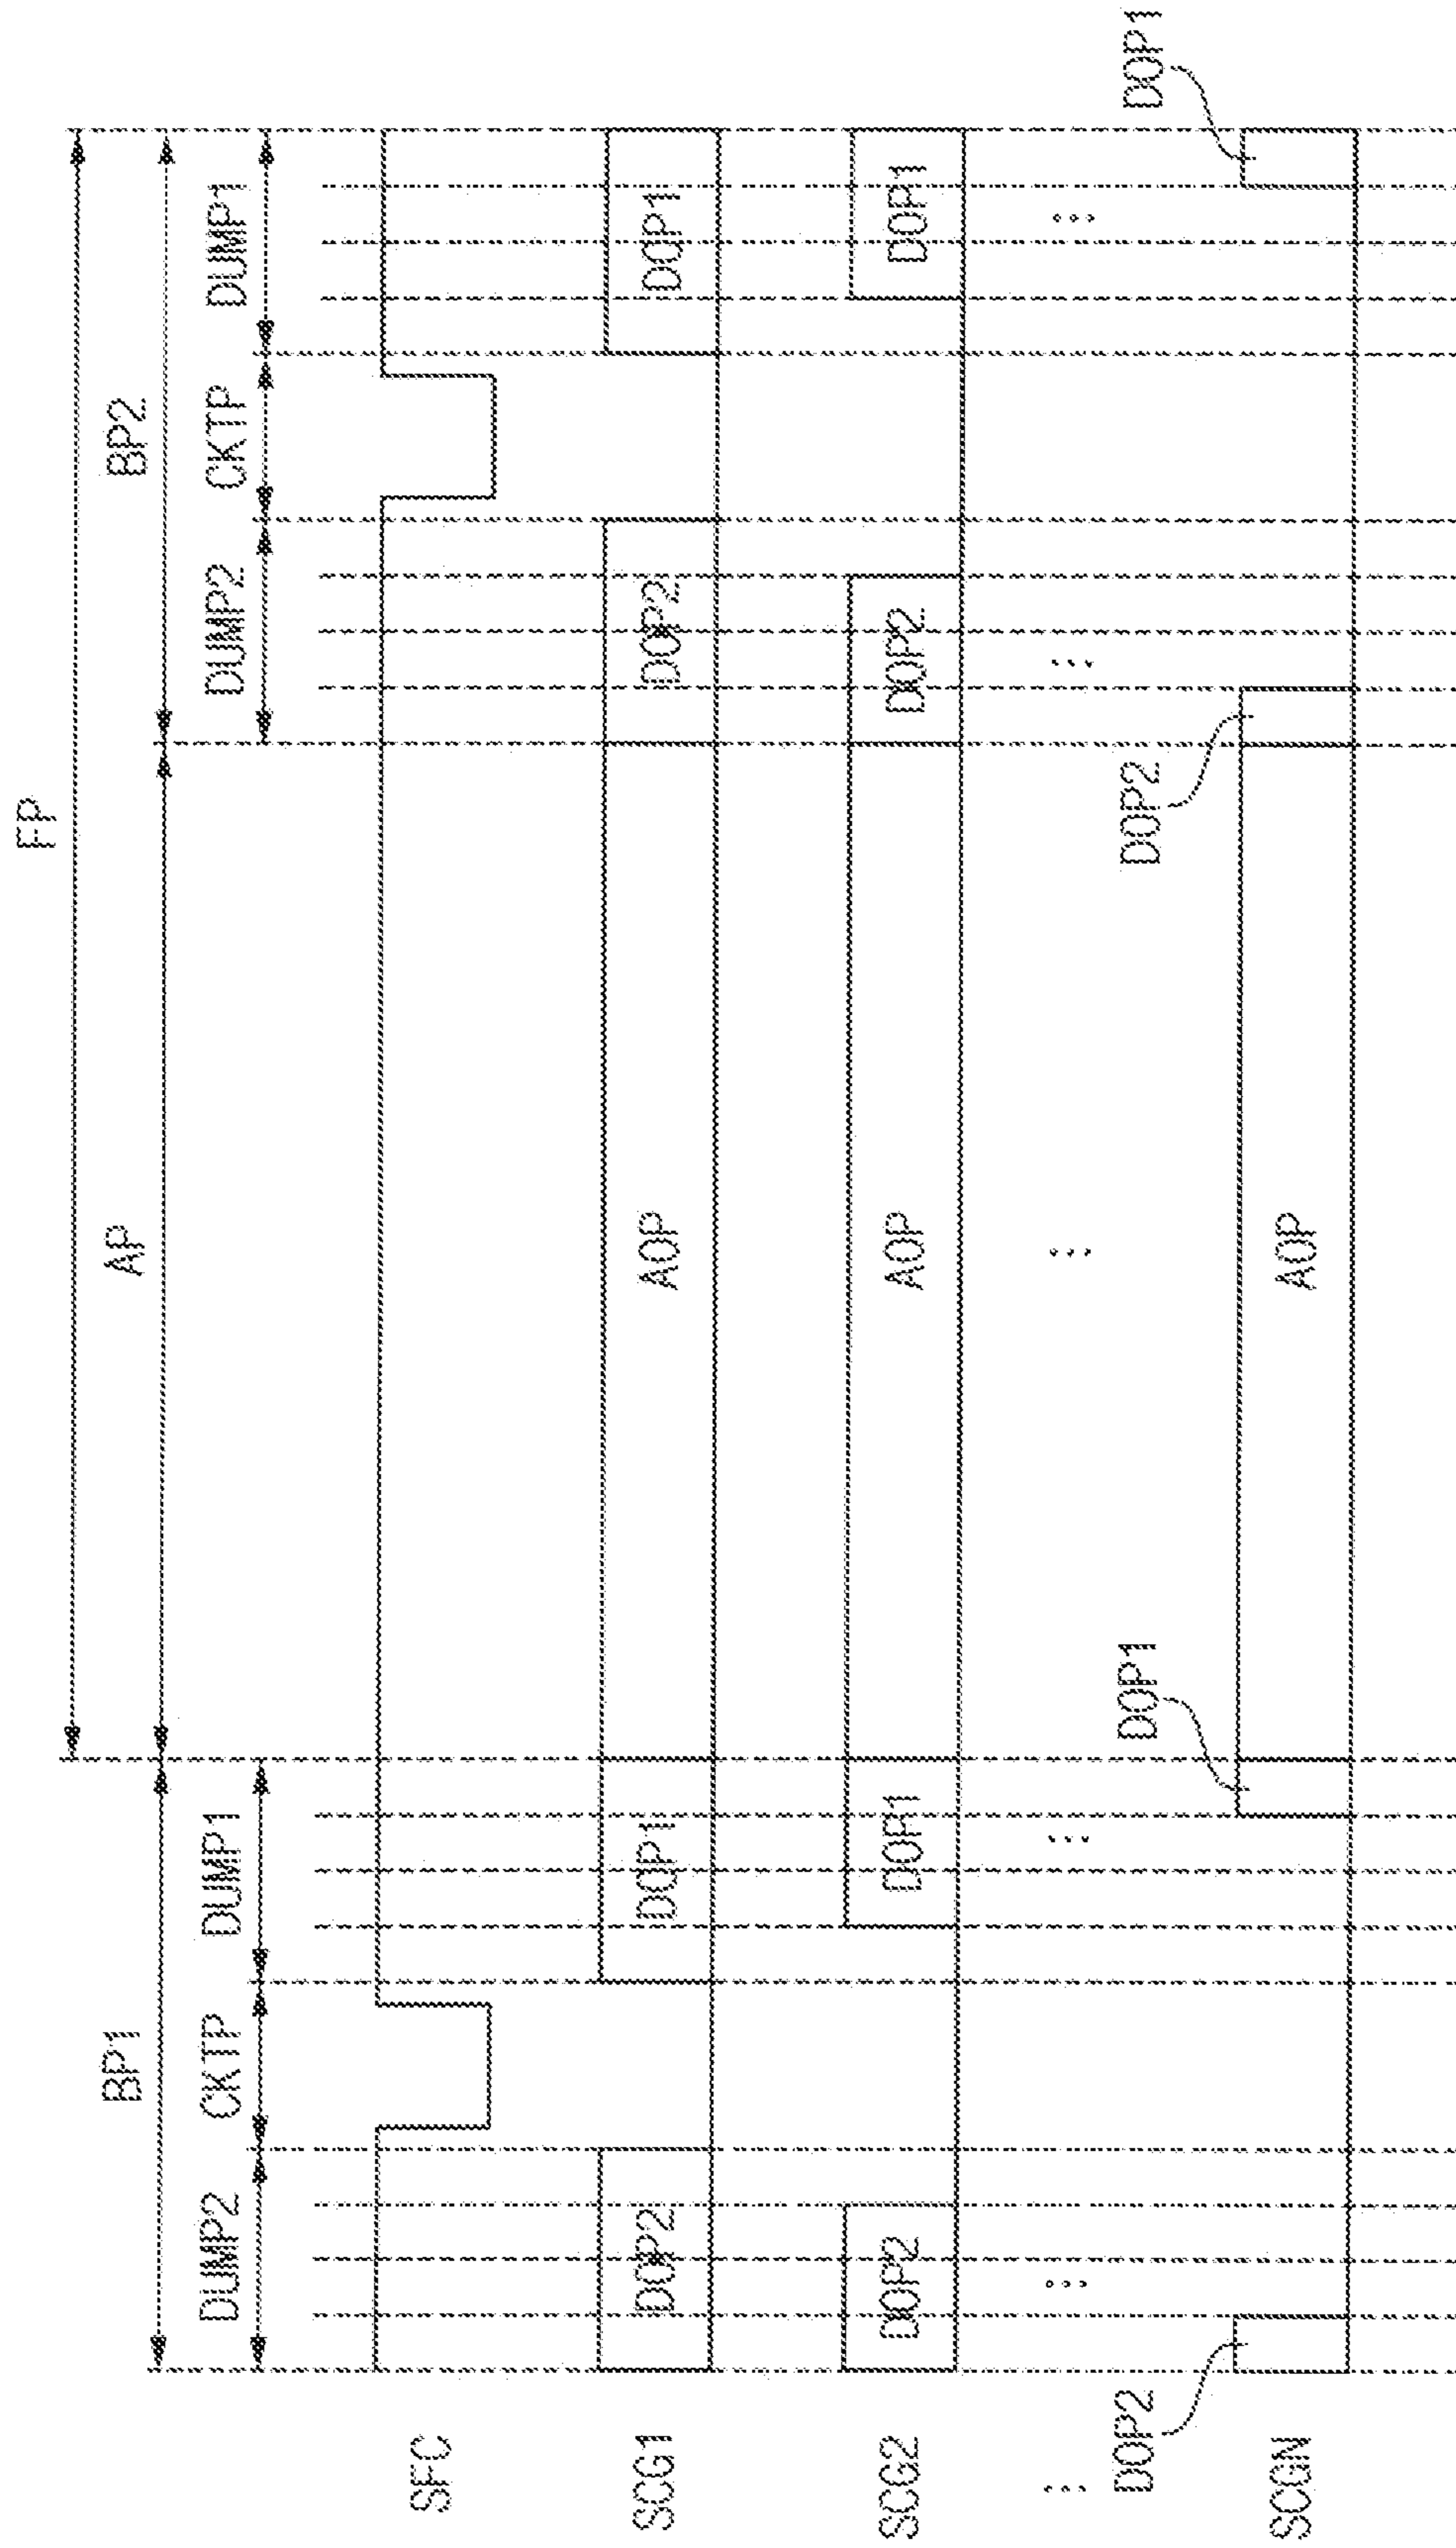 FP
BP1 AP BP2
DUMP2 CKTP DUMP1 DUMP2 CKTP DUMP1
SFC
SCG1 DOP2 DOP1 AOP DOP2 DOP1
SCG2 DOP2 DOP1 AOP DOP2 DOP1
DOP2 DOP1 DOP2 DOP1
SCGN AOP